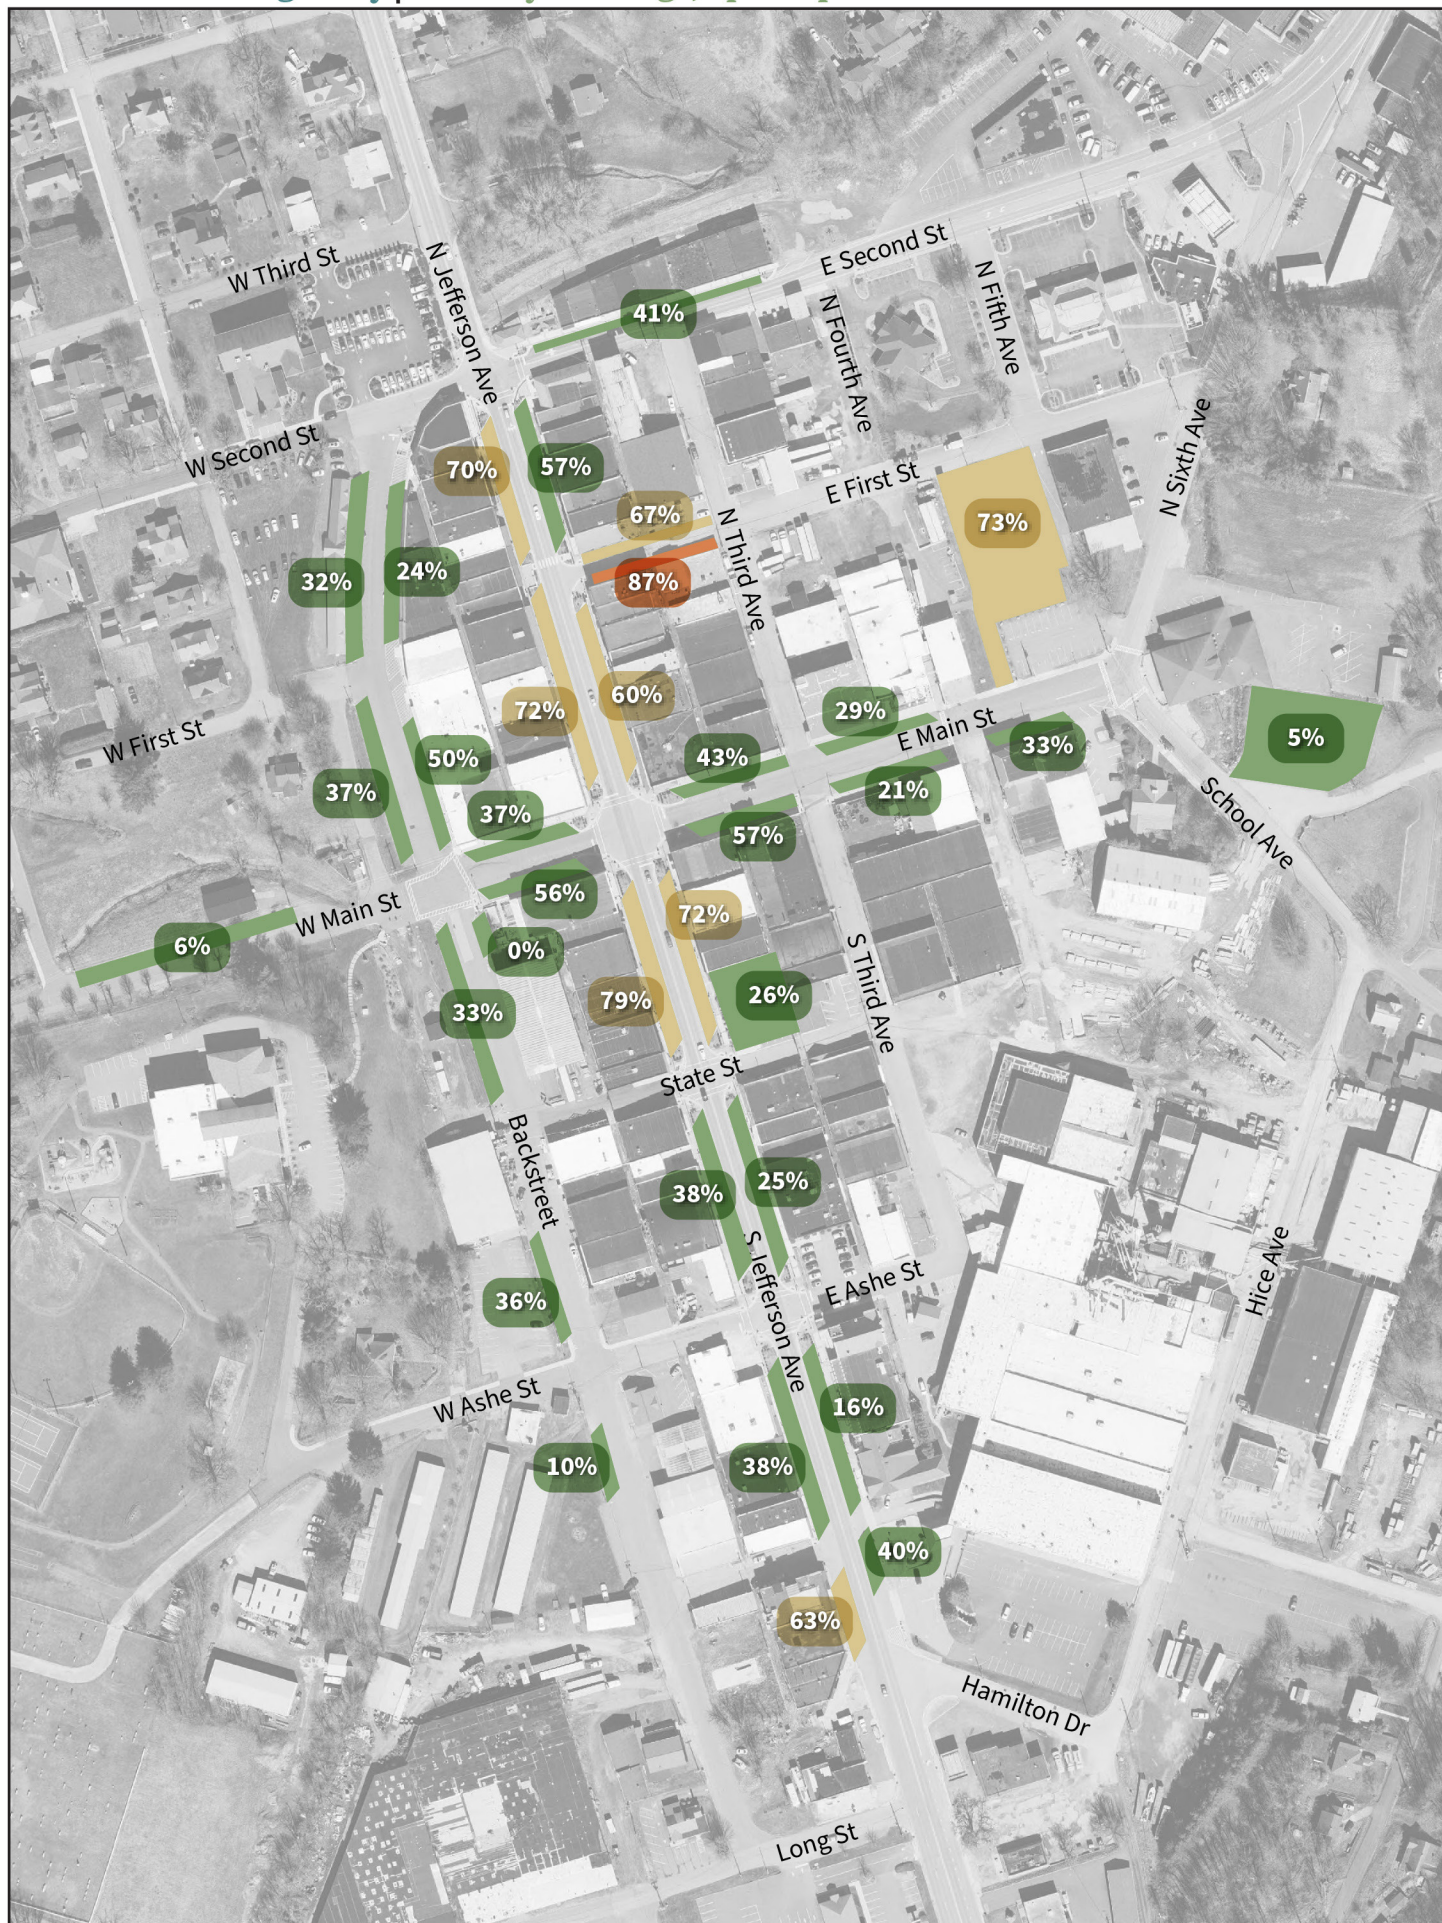 E Second St
N Jefferson Ave
W Third St
N Fifth Ave
41%
N Fourth Ave
N Sixth Ave
W Second St
70%
57%
E First St
67%
73%
N Third Ave
32%
24%
87%
60%
72%
29%
E Main St
W First St
5%
33%
43%
50%
37%
21%
37%
School Ave
57%
56%
W Main St
72%
6%
0%
S Third Ave
26%
79%
33%
State St
Backstreet
25%
38%
Hice Ave
S Jefferson Ave
E Ashe St
36%
W Ashe St
16%
10%
38%
40%
63%
Hamilton Dr
Long St